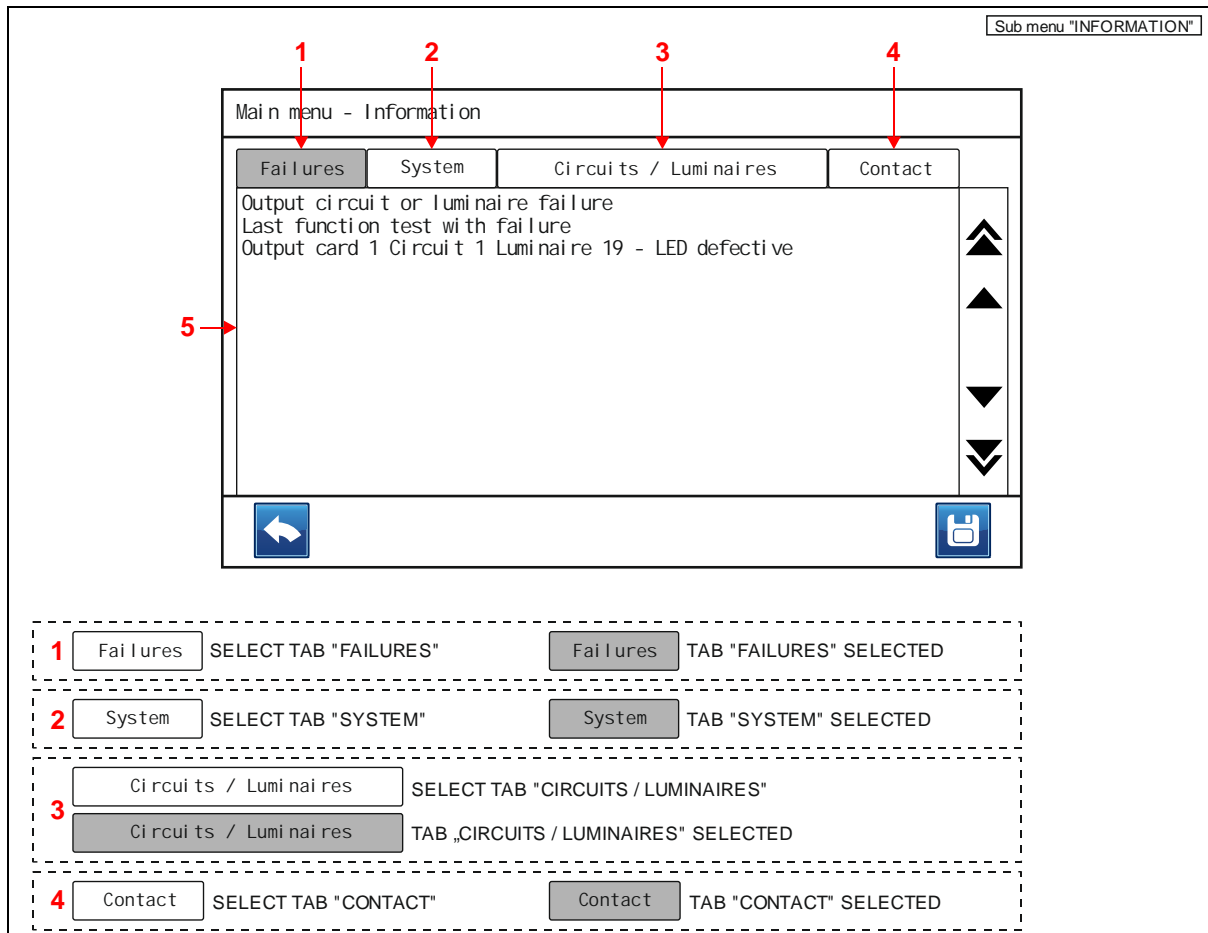 Sub menu "INFORMATION"
1 2 3 4
Main menu - Information
Failures System Circuits / Luminaires Contact
Output circuit or luminaire failure
Last function test with failure
Output card 1 Circuit 1 Luminaire 19 - LED defective
5
1 Failures SELECT TAB "FAILURES" Failures TAB "FAILURES" SELECTED
2 System SELECT TAB "SYSTEM" System TAB "SYSTEM" SELECTED
Circuits / Luminaires SELECT TAB "CIRCUITS / LUMINAIRES"
3
Circuits / Luminaires TAB „CIRCUITS / LUMINAIRES" SELECTED
4 Contact SELECT TAB "CONTACT" Contact TAB "CONTACT" SELECTED